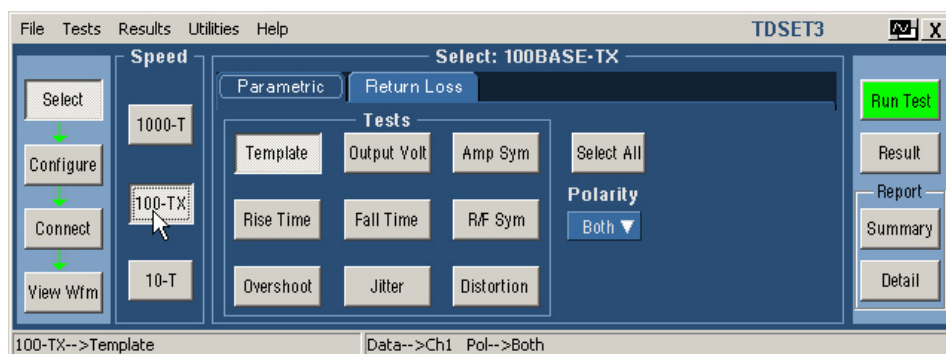 File Tests Results Utilities Help TDSET3 X
Speed Select: 100BASE-TX
Parametric Return Loss
Select
Configure
Connect
View Wfm
1000-T
100-TX
10-T
Tests
Template Output Volt Amp Sym
Rise Time Fall Time R/F Sym
Overshoot Jitter Distortion
Select All
Polarity
Both
Run Test
Result
Report
Summary
Detail
100-TX-->Template Data-->Ch1 Pol-->Both